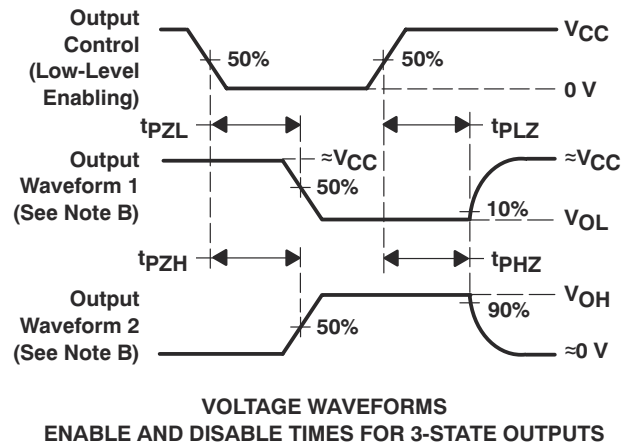 Output
Control
(Low-Level
Enabling)
50%
50%
VCC
0 V
tPZL
tPLZ
Output
Waveform 1
(See Note B)
≈VCC
50%
≈VCC
10%
VOL
tPZH
tPHZ
Output
Waveform 2
(See Note B)
50%
VOH
90%
≈0 V
VOLTAGE WAVEFORMS
ENABLE AND DISABLE TIMES FOR 3-STATE OUTPUTS